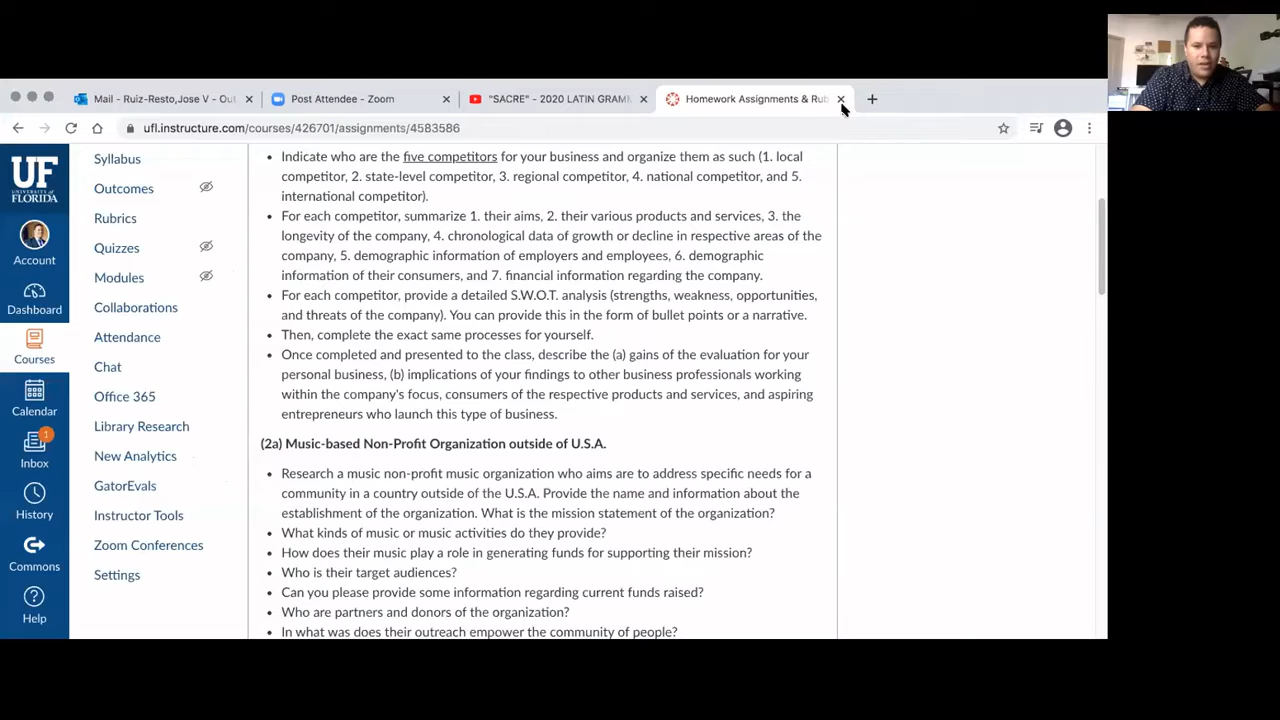 Mail - Ruiz-Resto,Jose V - Out
Post Attendee - Zoom
"SACRE" - 2020 LATIN GRAMM
Homework Assignments & Rub
ufl.instructure.com/courses/426701/assignments/4583586
UF
UNIVERSITY of
FLORIDA
Account
Dashboard
Courses
Calendar
1
Inbox
History
Commons
Help
Syllabus
Outcomes
Rubrics
Quizzes
Modules
Collaborations
Attendance
Chat
Office 365
Library Research
New Analytics
GatorEvals
Instructor Tools
Zoom Conferences
Settings
• Indicate who are the five competitors for your business and organize them as such (1. local
competitor, 2. state-level competitor, 3. regional competitor, 4. national competitor, and 5.
international competitor).
• For each competitor, summarize 1. their aims, 2. their various products and services, 3. the
longevity of the company, 4. chronological data of growth or decline in respective areas of the
company, 5. demographic information of employers and employees, 6. demographic
information of their consumers, and 7. financial information regarding the company.
• For each competitor, provide a detailed S.W.O.T. analysis (strengths, weakness, opportunities,
and threats of the company). You can provide this in the form of bullet points or a narrative.
• Then, complete the exact same processes for yourself.
• Once completed and presented to the class, describe the (a) gains of the evaluation for your
personal business, (b) implications of your findings to other business professionals working
within the company's focus, consumers of the respective products and services, and aspiring
entrepreneurs who launch this type of business.
(2a) Music-based Non-Profit Organization outside of U.S.A.
• Research a music non-profit music organization who aims are to address specific needs for a
community in a country outside of the U.S.A. Provide the name and information about the
establishment of the organization. What is the mission statement of the organization?
• What kinds of music or music activities do they provide?
• How does their music play a role in generating funds for supporting their mission?
• Who is their target audiences?
• Can you please provide some information regarding current funds raised?
• Who are partners and donors of the organization?
• In what was does their outreach empower the community of people?